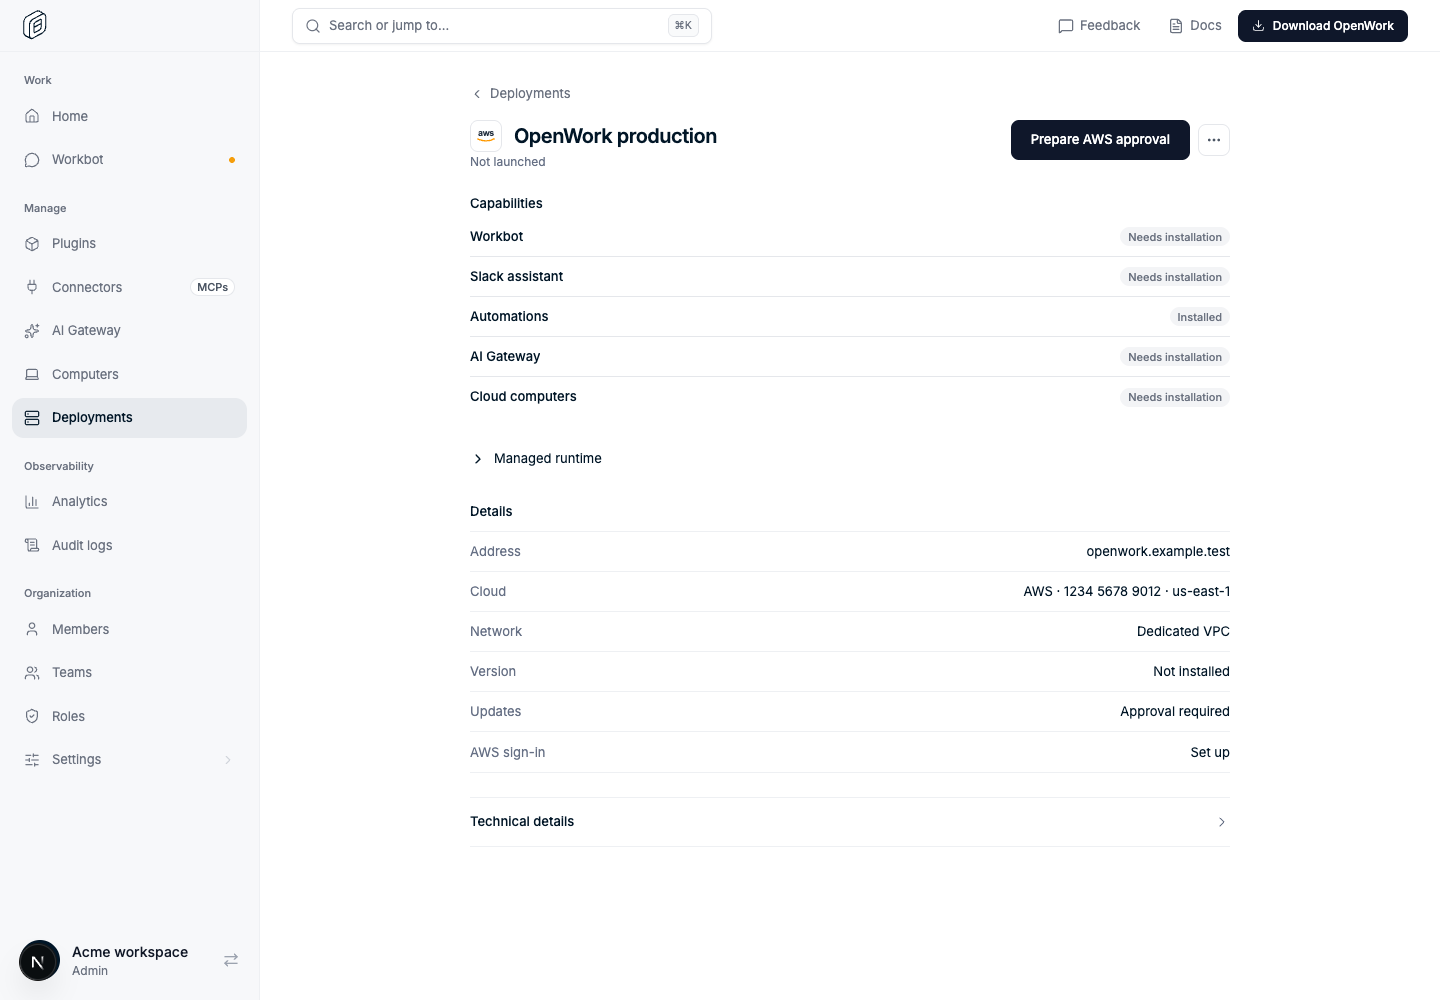 Search or jump to...
⌘K
Feedback
Docs
Download OpenWork
Work
Home
Workbot
Manage
Plugins
Connectors
MCPs
AI Gateway
Computers
Deployments
Observability
Analytics
Audit logs
Organization
Members
Teams
Roles
Settings
N
Acme workspace
Admin
Deployments
aws
OpenWork production
Not launched
Prepare AWS approval
Capabilities
Workbot
Needs installation
Slack assistant
Needs installation
Automations
Installed
AI Gateway
Needs installation
Cloud computers
Needs installation
Managed runtime
Details
Address
openwork.example.test
Cloud
AWS · 1234 5678 9012 · us-east-1
Network
Dedicated VPC
Version
Not installed
Updates
Approval required
AWS sign-in
Set up
Technical details